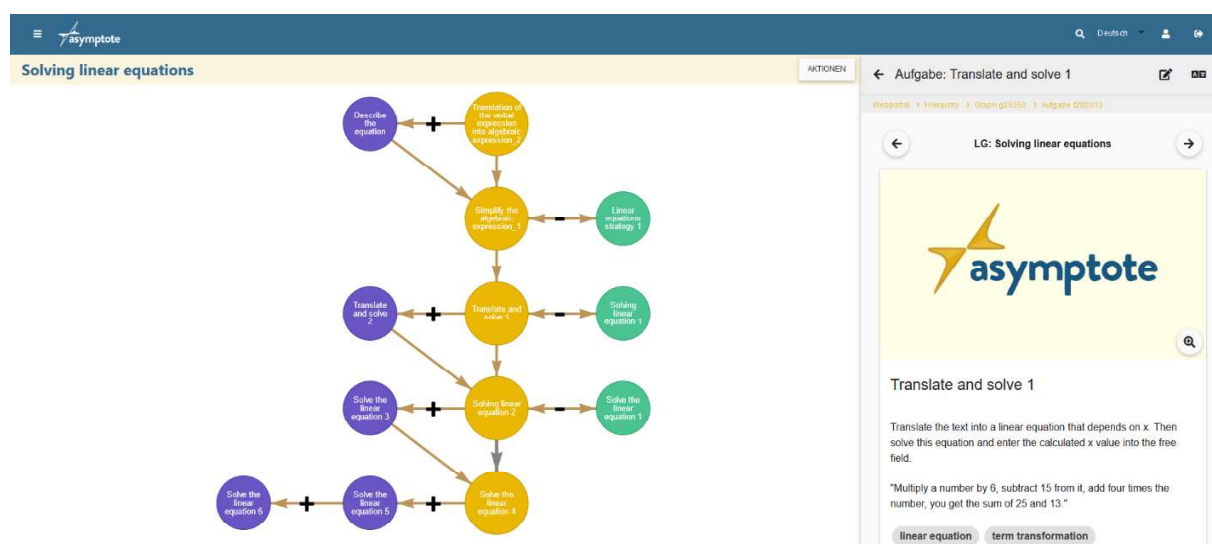 asymptote
Deutsch
Solving linear equations
AKTIONEN
Describe
the
equation
+
Translation of
the verbal
expression
into algebraic
expression_2
Simplify the
algebraic
expression_1
-
Linear
equations
strategy 1
Translate
and solve
2
+
Translate and
solve 1
-
Solving
linear
equation 1
Solve the
linear
equation 3
+
Solving linear
equation 2
-
Solve the
linear
equation 1
Solve the
linear
equation 6
+
Solve the
linear
equation 5
+
Solve the
linear
equation 4
Aufgabe: Translate and solve 1
Webportal > Hierarchy > Graph g25350 > Aufgabe t282013
LG: Solving linear equations
asymptote
Translate and solve 1
Translate the text into a linear equation that depends on x. Then
solve this equation and enter the calculated x value into the free
field.
"Multiply a number by 6, subtract 15 from it, add four times the
number, you get the sum of 25 and 13."
linear equation term transformation